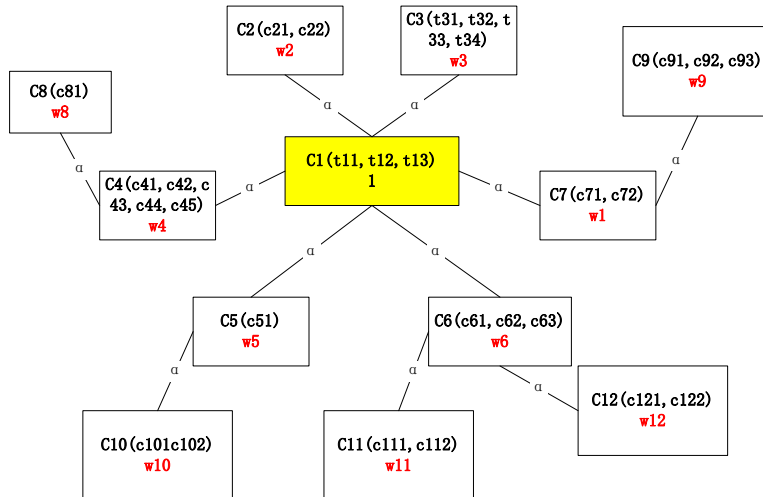 C2(c21, c22)
w2
C3(t31, t32, t
33, t34)
w3
C9(c91, c92, c93)
w9
C8(c81)
w8
α
α
C1(t11, t12, t13)
1
α
α
α
α
C4(c41, c42, c
43, c44, c45)
w4
C7(c71, c72)
w1
α
α
C5(c51)
w5
C6(c61, c62, c63)
w6
α
α
α
C12(c121, c122)
w12
C10(c101c102)
w10
C11(c111, c112)
w11